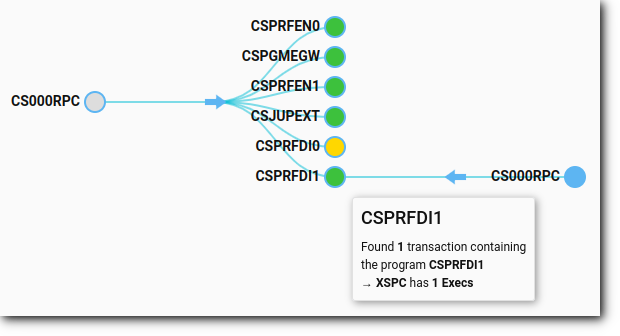 CSPRFEN0
CSPGMEGW
CSPRFEN1
CS000RPC
CSJUPEXT
CSPRFDI0
CSPRFDI1
CS000RPC
CSPRFDI1
Found 1 transaction containing
the program CSPRFDI1
→ XSPC has 1 Execs